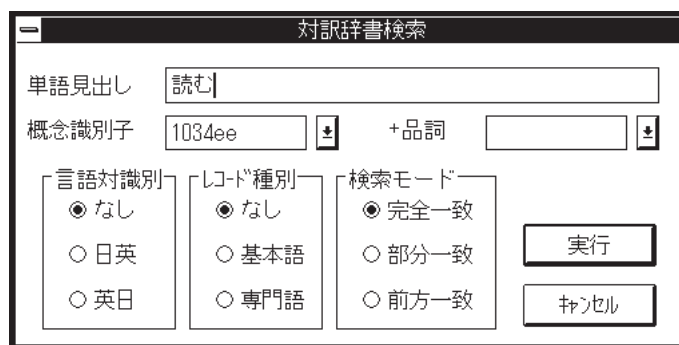 対訳辞書検索
単語見出し 読む
概念識別子 1034ee +品詞
言語対識別 ﾚｺｰﾄﾞ種別 検索モード
なし なし 完全一致
日英 基本語 部分一致 実行
英日 専門語 前方一致 ｷｬﾝｾﾙ